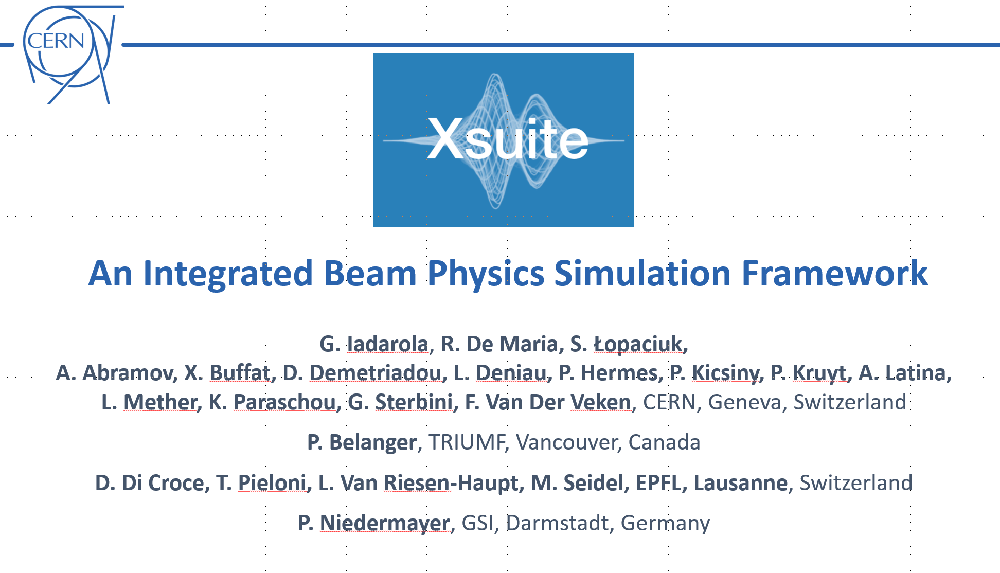 CERN
Xsuite
An Integrated Beam Physics Simulation Framework
G. Iadarola, R. De Maria, S. Łopaciuk,
A. Abramov, X. Buffat, D. Demetriadou, L. Deniau, P. Hermes, P. Kicsiny, P. Kruyt, A. Latina,
L. Mether, K. Paraschou, G. Sterbini, F. Van Der Veken, CERN, Geneva, Switzerland
P. Belanger, TRIUMF, Vancouver, Canada
D. Di Croce, T. Pieloni, L. Van Riesen-Haupt, M. Seidel, EPFL, Lausanne, Switzerland
P. Niedermayer, GSI, Darmstadt, Germany